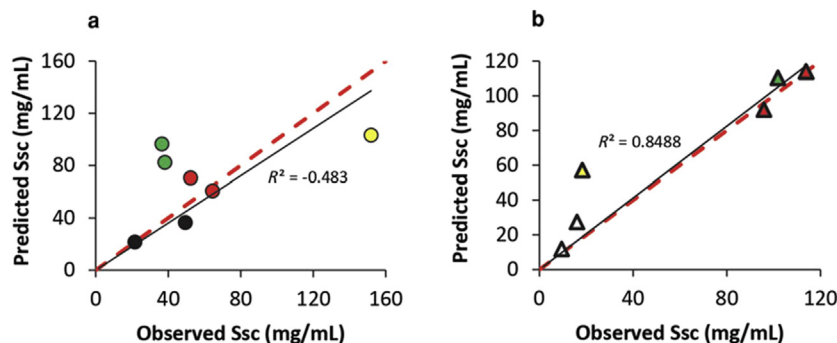 a
Predicted Ssc (mg/mL)
160
120
80
40
0
R² = -0.483
0 40 80 120 160
Observed Ssc (mg/mL)
b
Predicted Ssc (mg/mL)
120
100
80
60
40
20
0
R² = 0.8488
0 40 80 120
Observed Ssc (mg/mL)